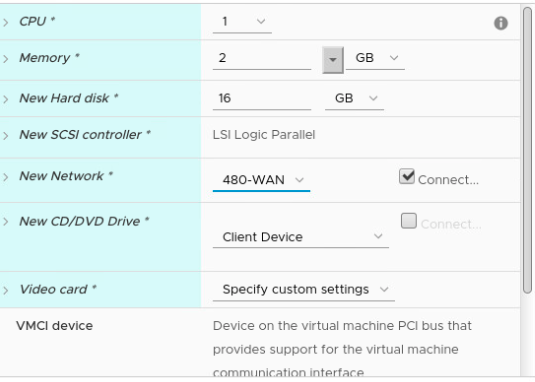 CPU * 1
Memory * 2 GB
New Hard disk * 16 GB
New SCSI controller * LSI Logic Parallel
New Network * 480-WAN Connect...
New CD/DVD Drive * Client Device Connect...
Video card * Specify custom settings
VMCI device Device on the virtual machine PCI bus that
provides support for the virtual machine
communication interface